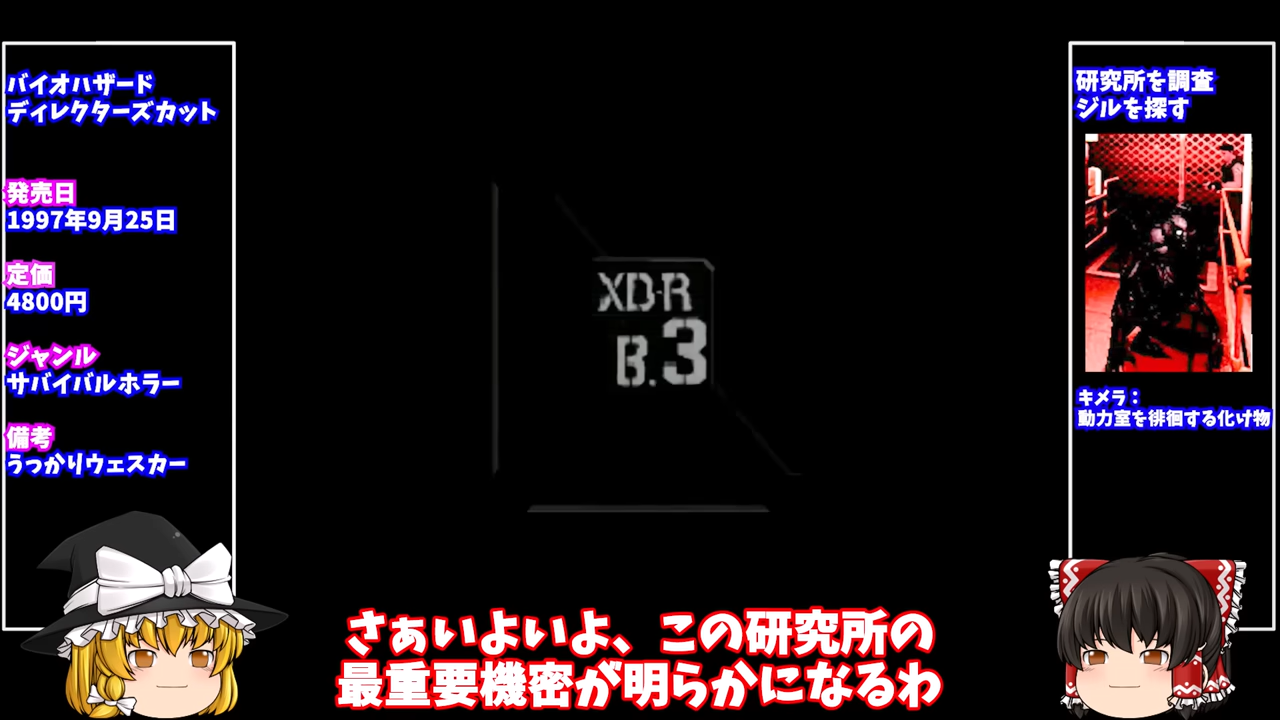 バイオハザード
ディレクターズカット
発売日
1997年9月25日
定価
4800円
ジャンル
サバイバルホラー
備考
うっかりウェスカー
XD-R
B.3
研究所を調査
ジルを探す
キメラ：
動力室を徘徊する化け物
さぁいよいよ、この研究所の
最重要機密が明らかになるわ